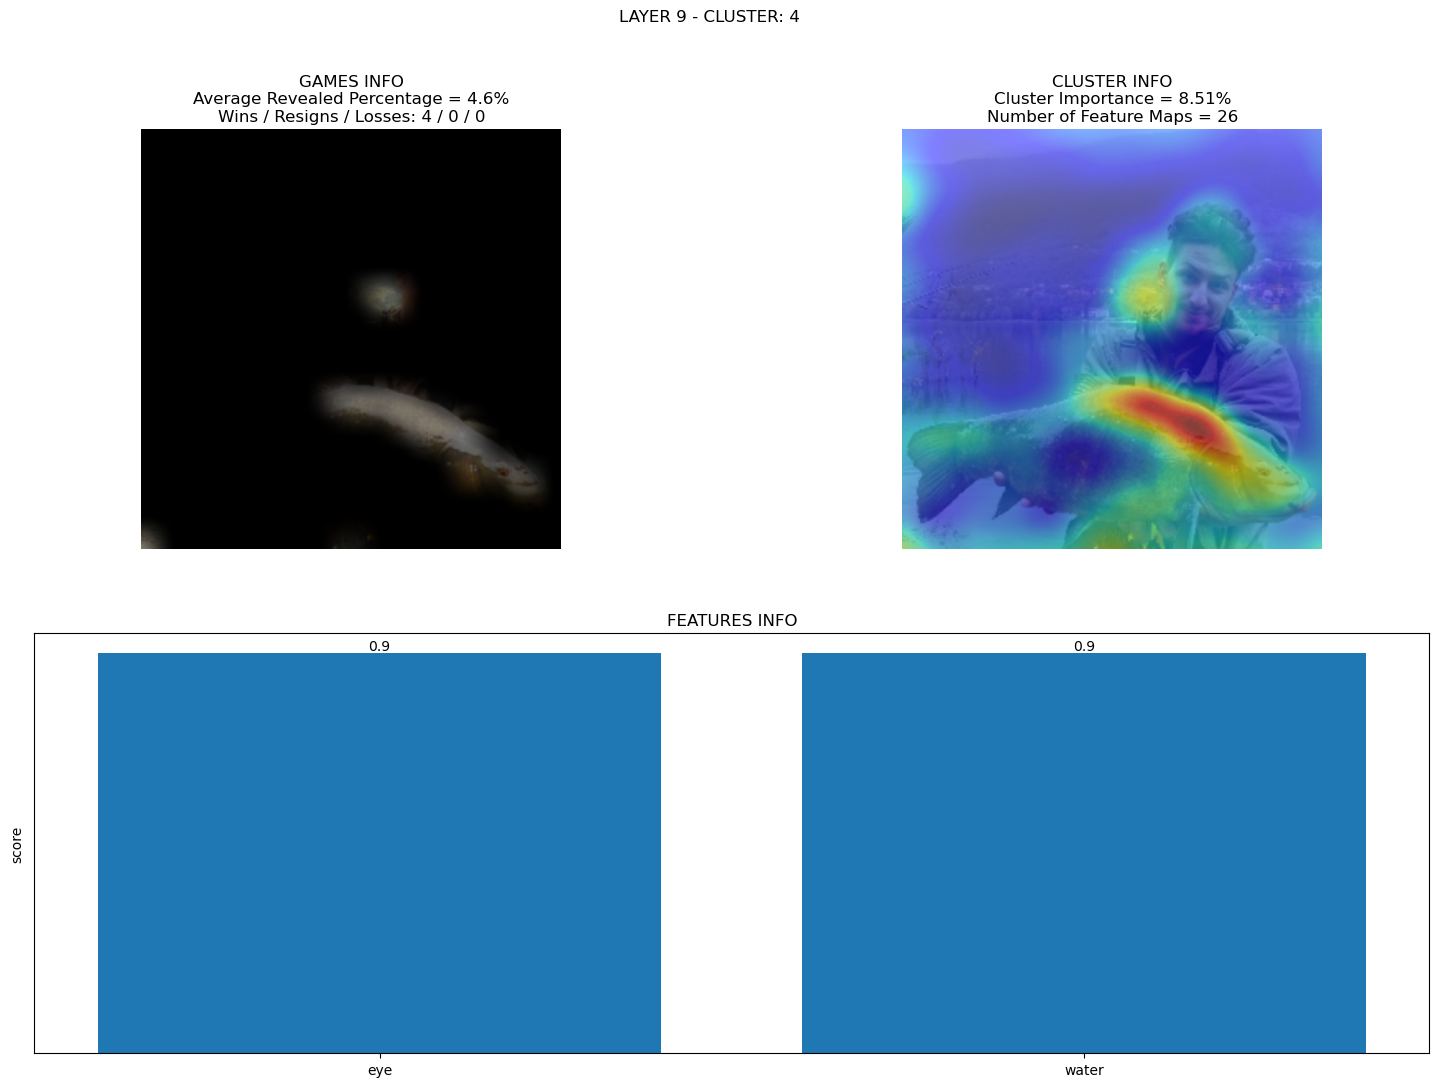 LAYER 9 - CLUSTER: 4
GAMES INFO
Average Revealed Percentage = 4.6%
Wins / Resigns / Losses: 4 / 0 / 0
CLUSTER INFO
Cluster Importance = 8.51%
Number of Feature Maps = 26
FEATURES INFO
score
0.9
0.9
eye
water